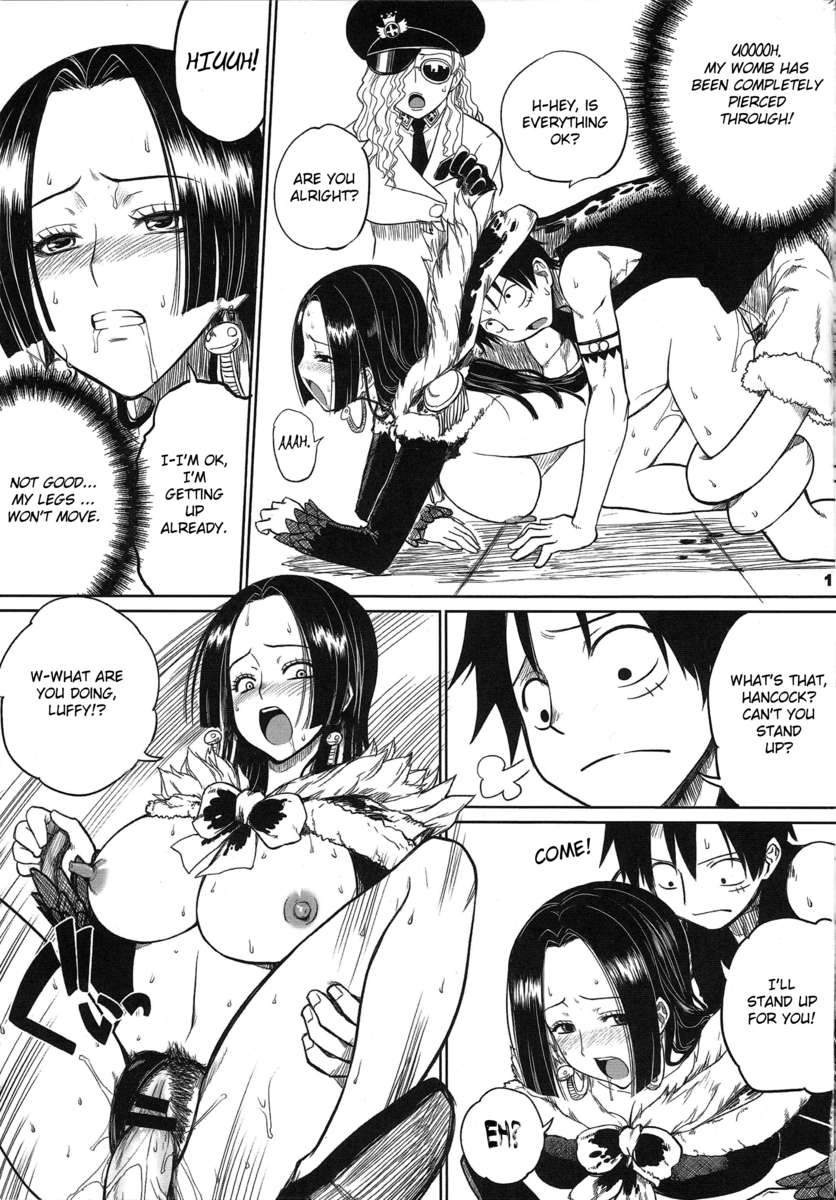 UOOOOH.
MY WOMB HAS
BEEN COMPLETELY
PIERCED
THROUGH!
H-HEY, IS
EVERYTHING
OK?
ARE YOU
ALRIGHT?
AAAH.
HIUUH!
I-I'M OK,
I'M
GETTING
UP
ALREADY.
NOT GOOD...
MY LEGS ...
WON'T MOVE.
1
WHAT'S THAT,
HANCOCK?
CAN'T YOU
STAND
UP?
COME!
I'LL
STAND UP
FOR YOU!
EH?
W-WHAT ARE
YOU DOING,
LUFFY!?